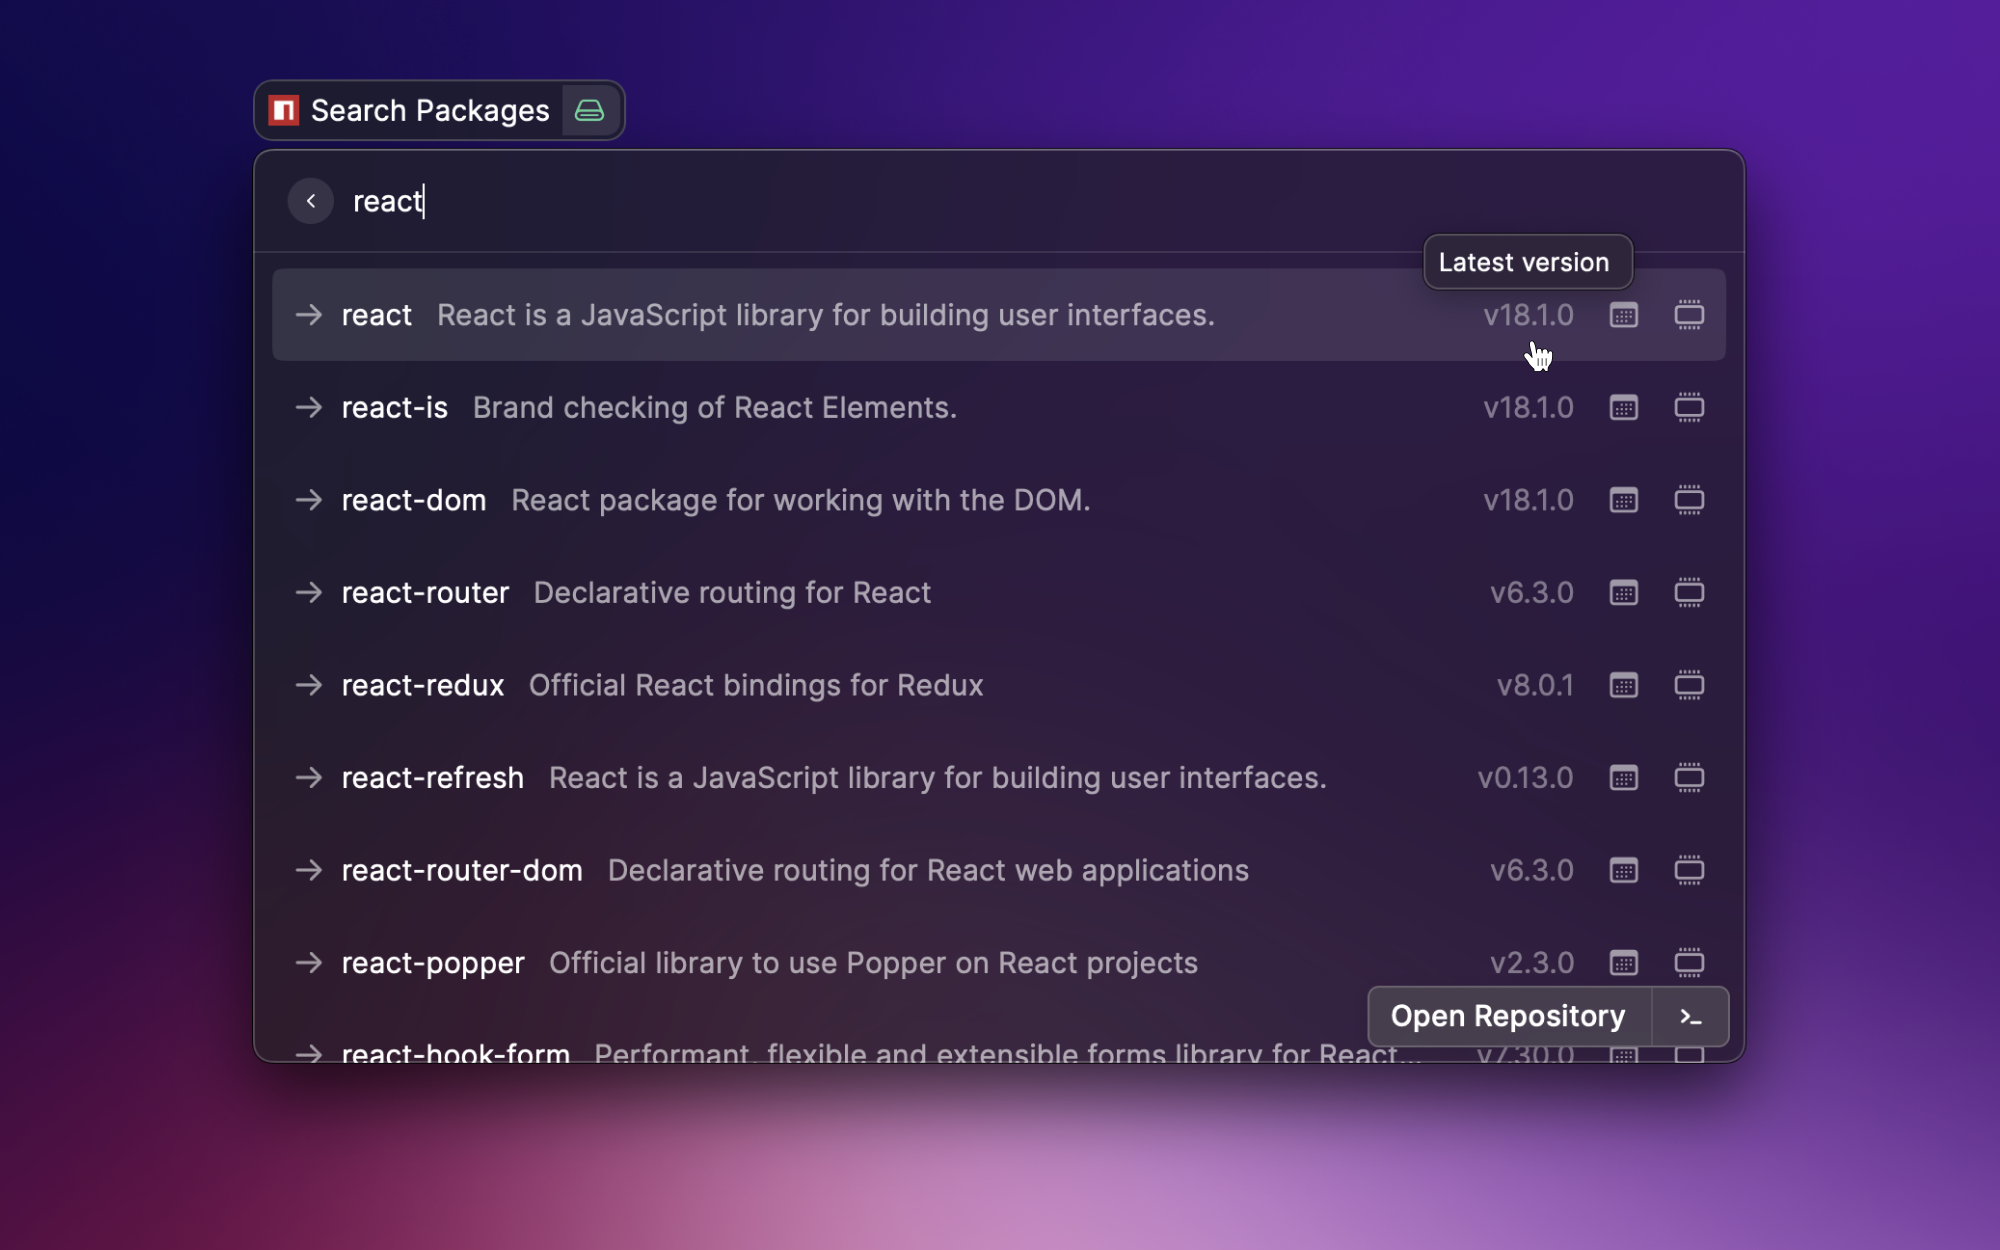 Search Packages
react
Latest version
react React is a JavaScript library for building user interfaces. v18.1.0
react-is Brand checking of React Elements. v18.1.0
react-dom React package for working with the DOM. v18.1.0
react-router Declarative routing for React v6.3.0
react-redux Official React bindings for Redux v8.0.1
react-refresh React is a JavaScript library for building user interfaces. v0.13.0
react-router-dom Declarative routing for React web applications v6.3.0
react-popper Official library to use Popper on React projects v2.3.0
Open Repository
react-hook-form Performant, flexible and extensible forms library for React... v7.30.0